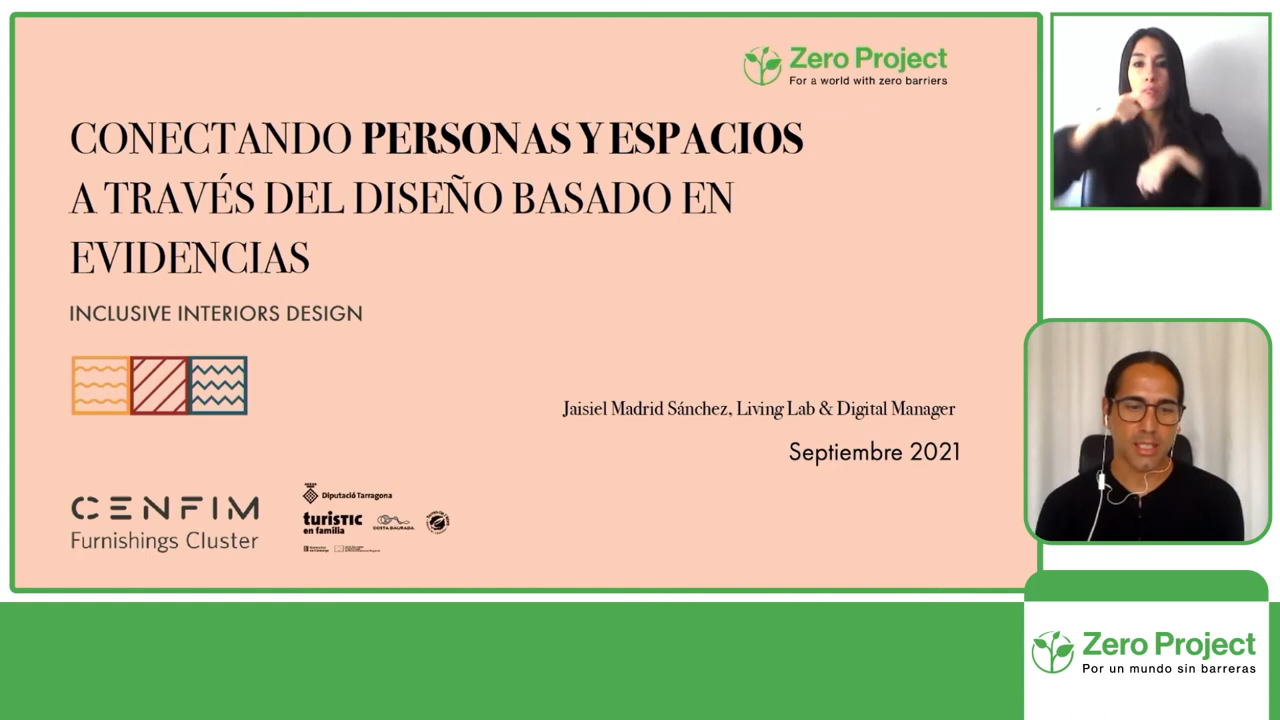 Zero Project
For a world with zero barriers
CONECTANDO PERSONAS Y ESPACIOS
A TRAVÉS DEL DISEÑO BASADO EN
EVIDENCIAS
INCLUSIVE INTERIORS DESIGN
Jaisiel Madrid Sánchez, Living Lab & Digital Manager
Septiembre 2021
CENFIM
Furnishings Cluster
Diputació Tarragona
turisTIC
en família
COSTA DAURADA
Zero Project
Por un mundo sin barreras